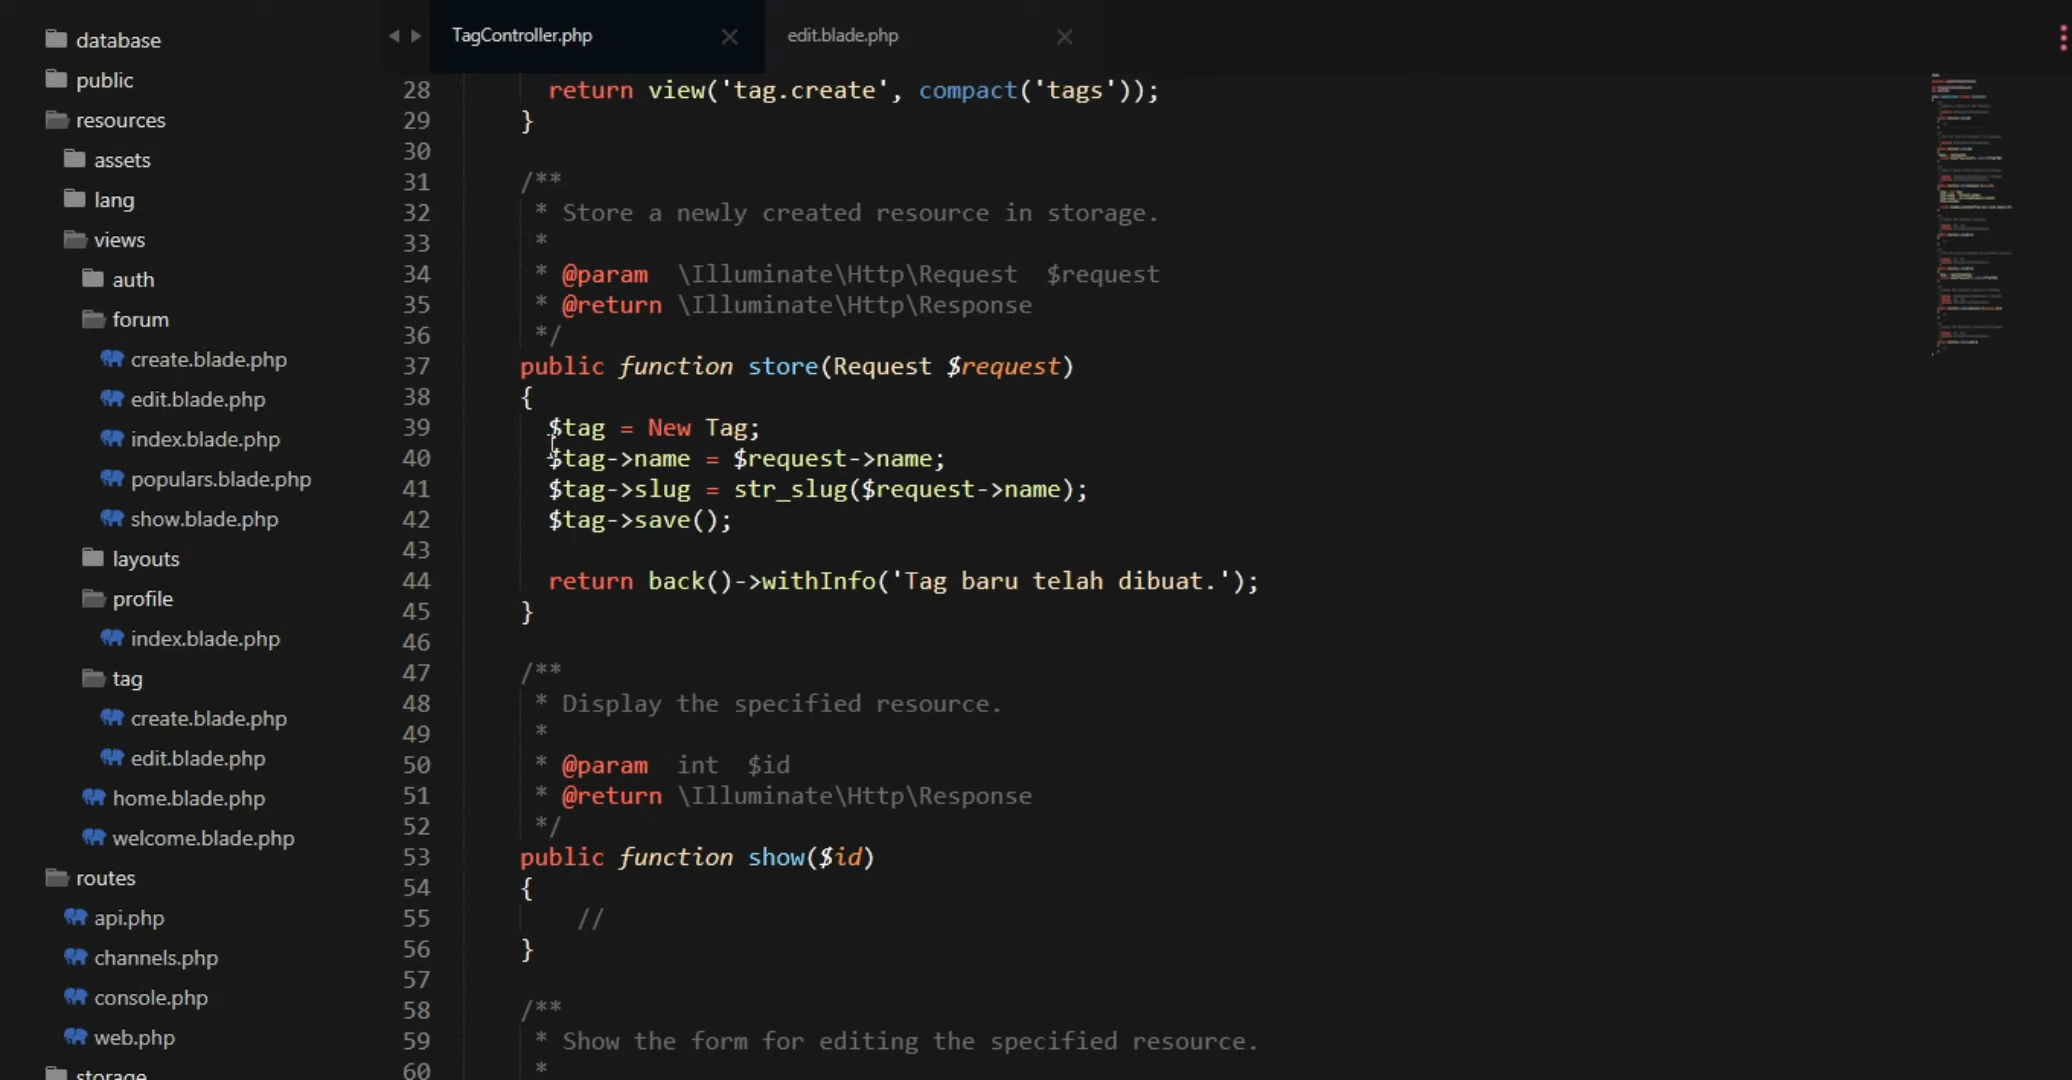 database
public
resources
assets
lang
views
auth
forum
create.blade.php
edit.blade.php
index.blade.php
populars.blade.php
show.blade.php
layouts
profile
index.blade.php
tag
create.blade.php
edit.blade.php
home.blade.php
welcome.blade.php
routes
api.php
channels.php
console.php
web.php
storage
TagController.php
edit.blade.php
28 return view('tag.create', compact('tags'));
29 }
30
31 /**
32 * Store a newly created resource in storage.
33 *
34 * @param \Illuminate\Http\Request $request
35 * @return \Illuminate\Http\Response
36 */
37 public function store(Request $request)
38 {
39 $tag = New Tag;
40 $tag->name = $request->name;
41 $tag->slug = str_slug($request->name);
42 $tag->save();
43
44 return back()->withInfo('Tag baru telah dibuat.');
45 }
46
47 /**
48 * Display the specified resource.
49 *
50 * @param int $id
51 * @return \Illuminate\Http\Response
52 */
53 public function show($id)
54 {
55 //
56 }
57
58 /**
59 * Show the form for editing the specified resource.
60 *